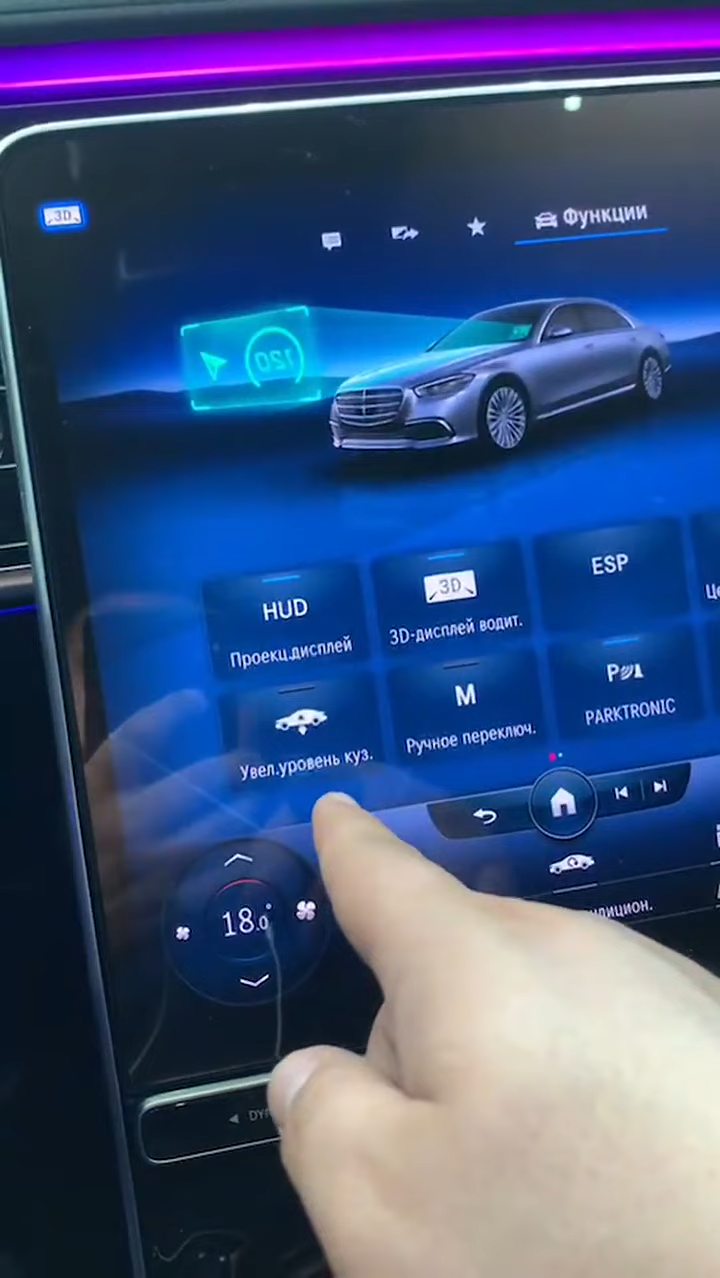 3D
Функции
120
HUD
Проекц.дисплей
3D
3D-дисплей водит.
ESP
Увел.уровень куз.
M
Ручное переключ.
P
PARKTRONIC
18.0°